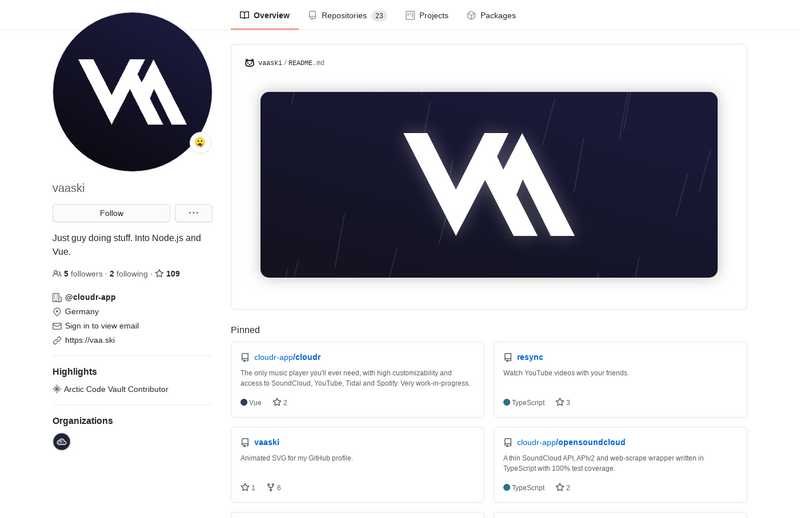 Overview
Repositories 23
Projects
Packages
vaaski / README.md
VA
vaaski
Follow
Just guy doing stuff. Into Node.js and
Vue.
5 followers · 2 following · 109
@cloudr-app
Germany
Sign in to view email
https://vaa.ski
Highlights
Arctic Code Vault Contributor
Organizations
Pinned
cloudr-app/cloudr
The only music player you'll ever need; with high customizability and
access to SoundCloud, YouTube, Tidal and Spotify. Very work-in-progress.
Vue 2
resync
Watch YouTube videos with your friends.
TypeScript 3
vaaski
Animated SVG for my GitHub profile.
1 6
cloudr-app/opensoundcloud
A thin SoundCloud API, APIv2 and web-scrape wrapper written in
TypeScript with 100% test coverage.
TypeScript 2